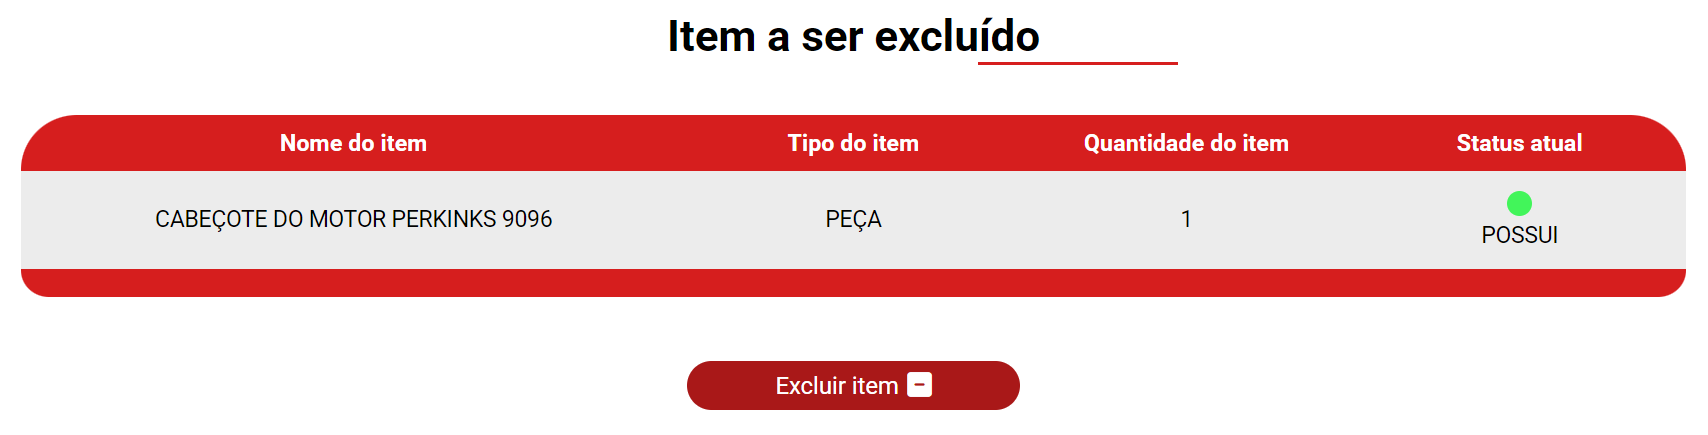 Item a ser excluído
Nome do item Tipo do item Quantidade do item Status atual
CABEÇOTE DO MOTOR PERKINKS 9096 PEÇA 1 POSSUI
Excluir item